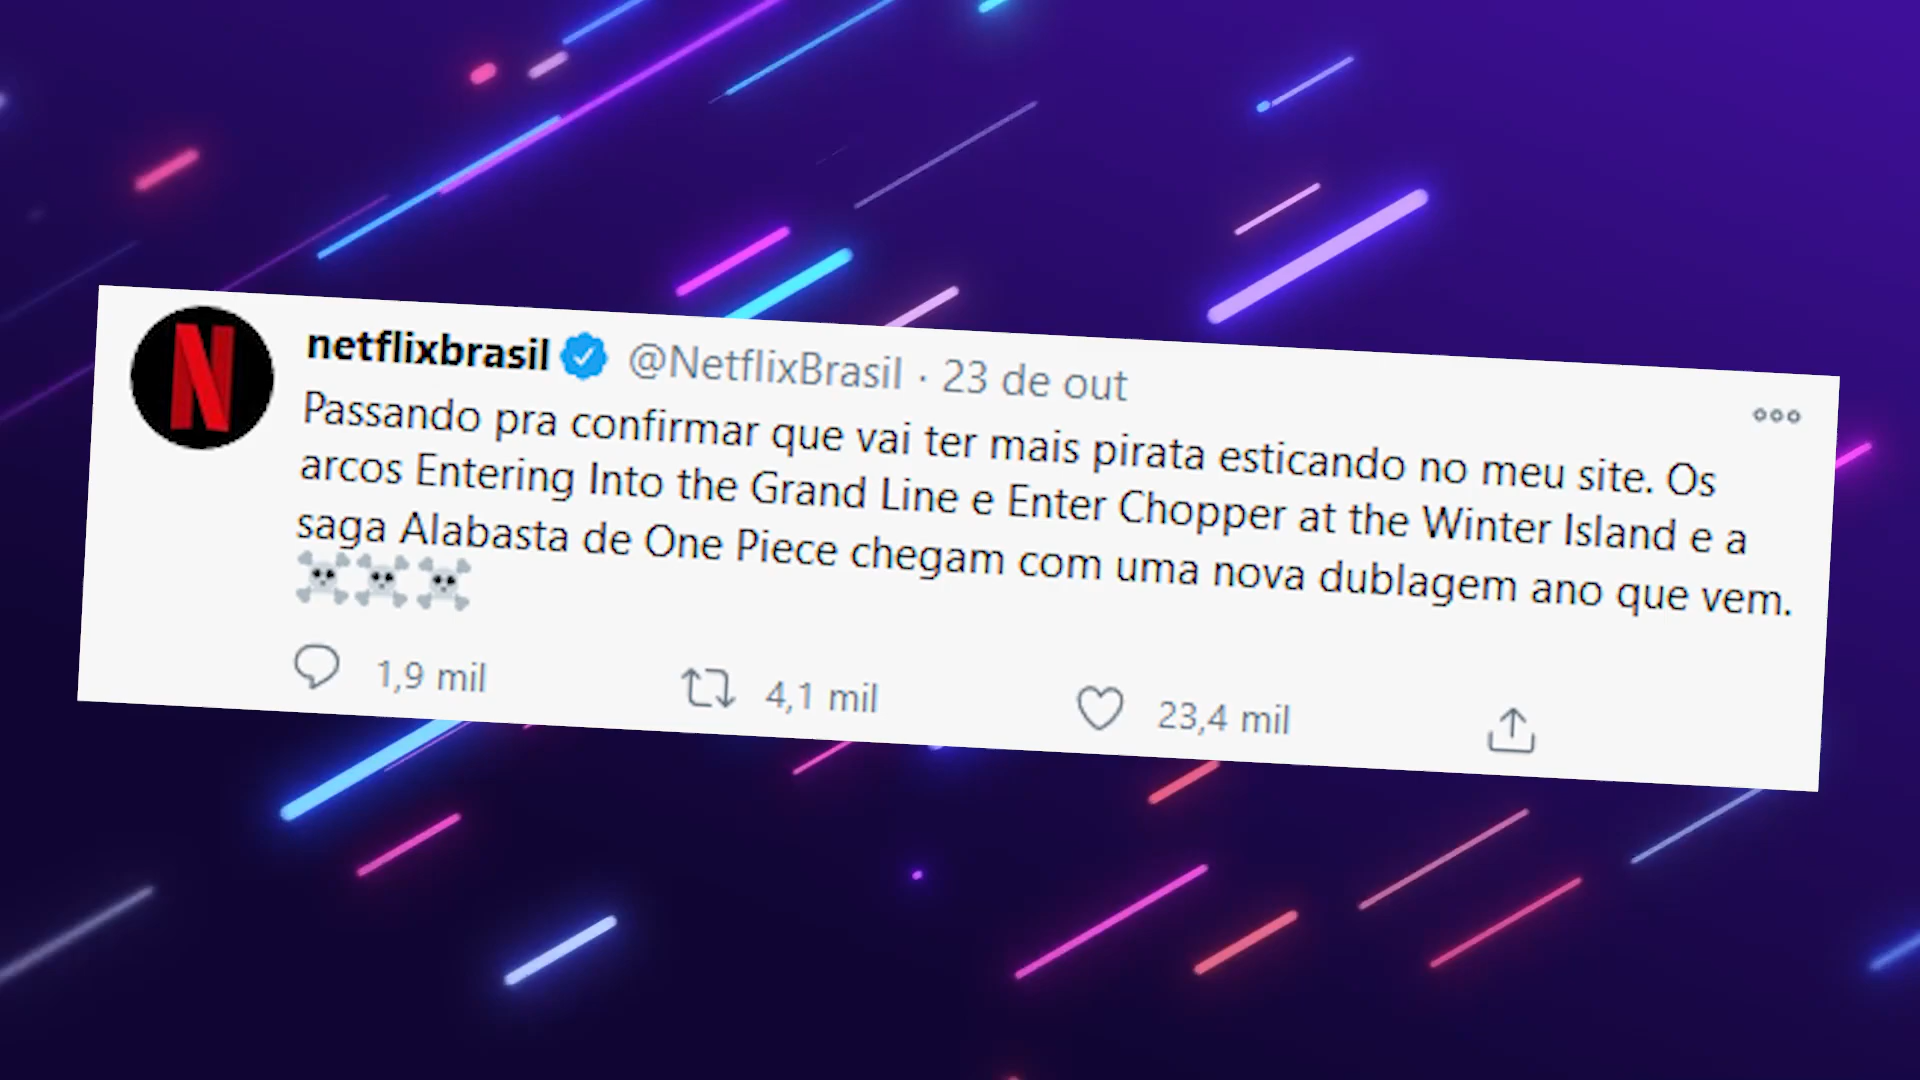 netflixbrasil @NetflixBrasil · 23 de out
Passando pra confirmar que vai ter mais pirata esticando no meu site. Os
arcos Entering Into the Grand Line e Enter Chopper at the Winter Island e a
saga Alabasta de One Piece chegam com uma nova dublagem ano que vem.
☠️☠️☠️
1,9 mil 4,1 mil 23,4 mil